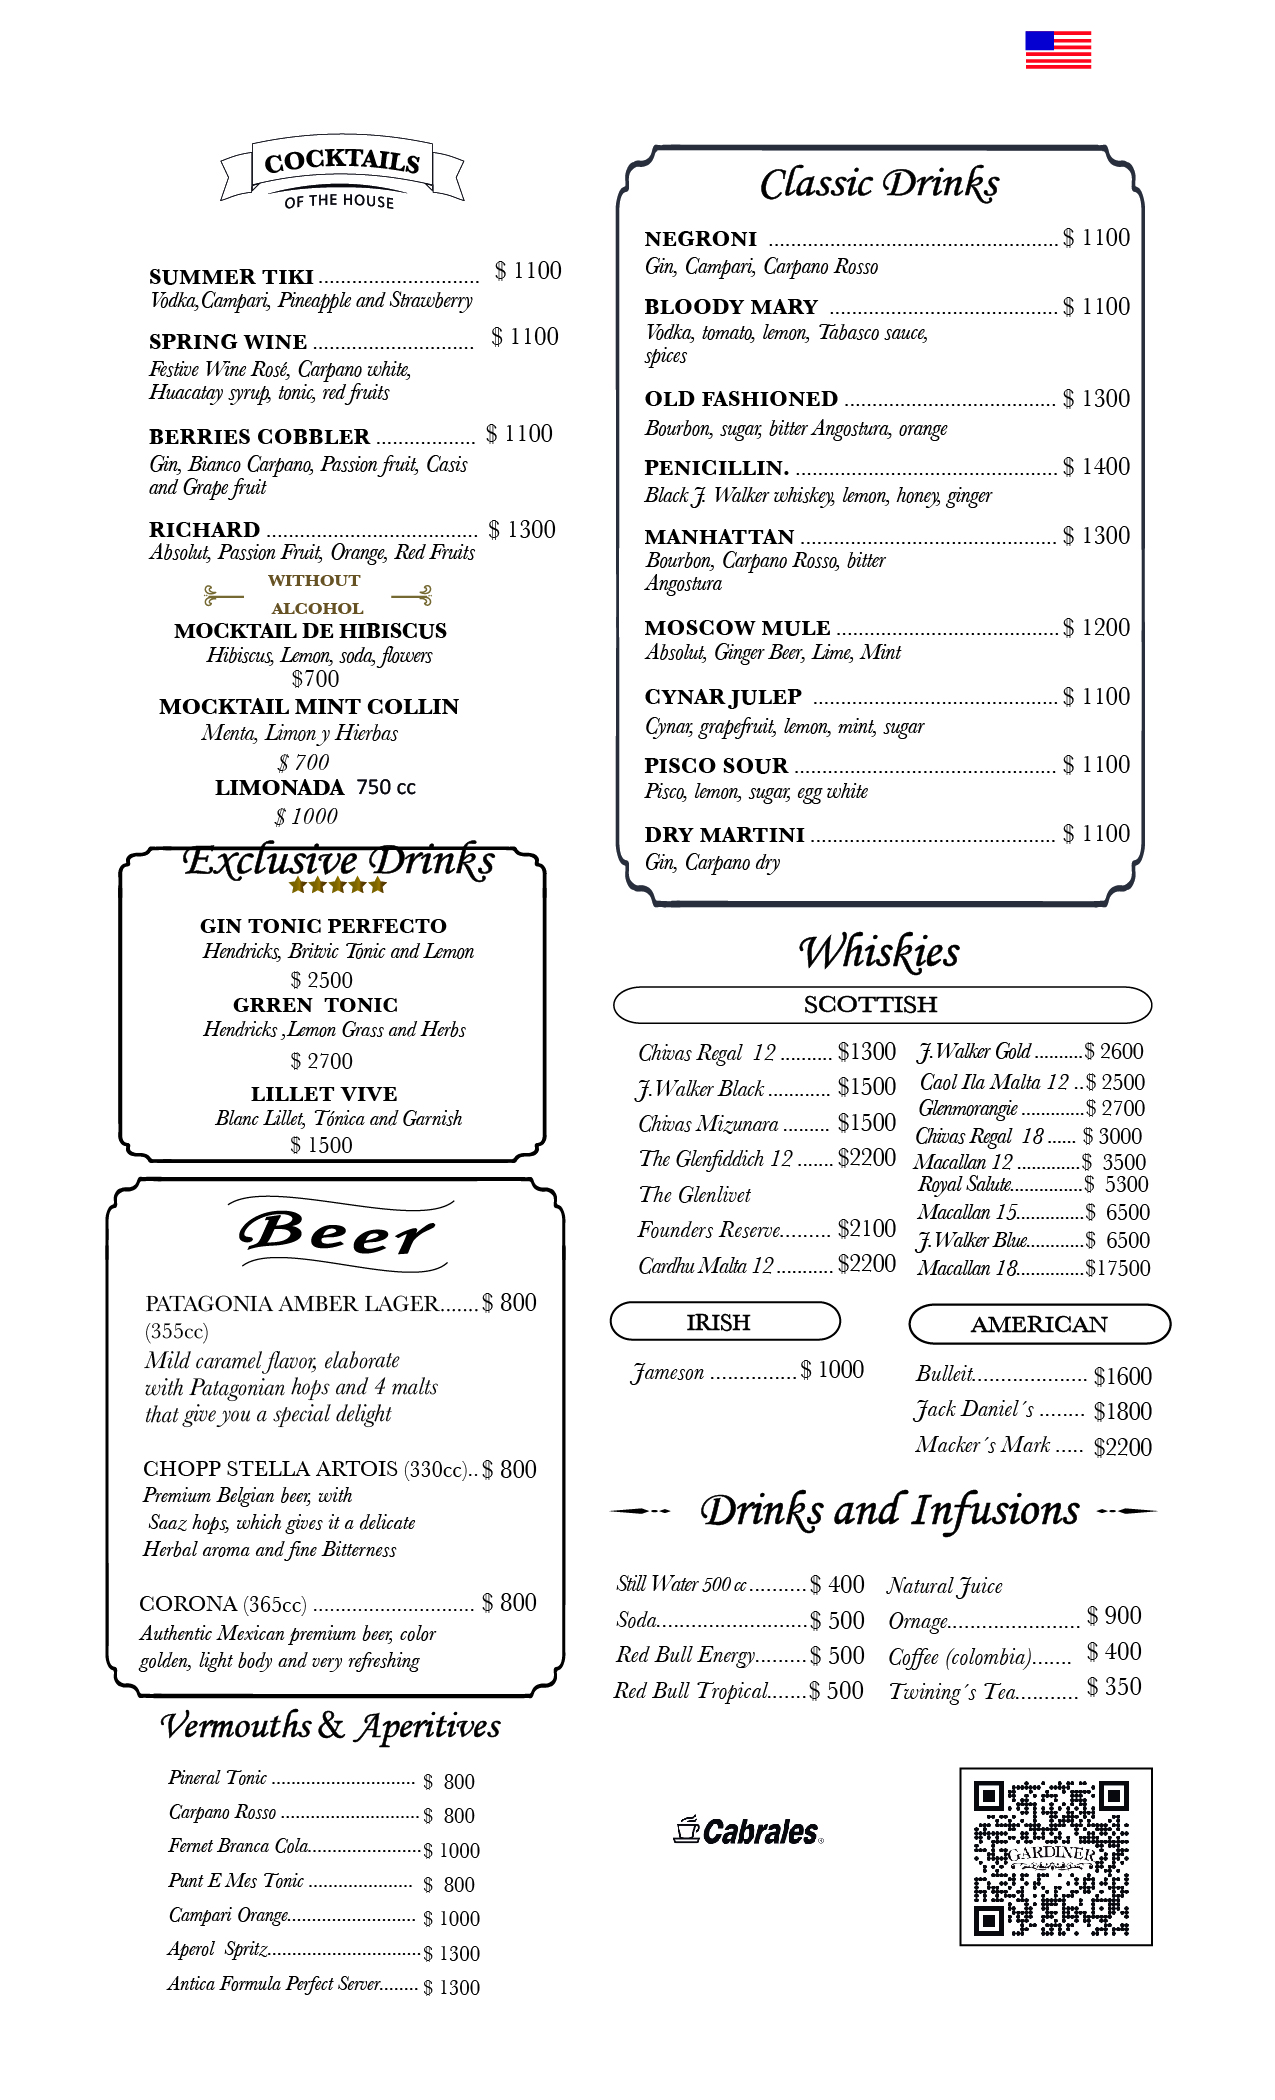 COCKTAILS
OF THE HOUSE
SUMMER TIKI ............................. $ 1100
Vodka,Campari, Pineapple and Strawberry
SPRING WINE ............................. $ 1100
Festive Wine Rosé, Carpano white,
Huacatay syrup, tonic, red fruits
BERRIES COBBLER .................. $ 1100
Gin, Bianco Carpano, Passion fruit, Casis
and Grape fruit
RICHARD ...................................... $ 1300
Absolut, Passion Fruit, Orange, Red Fruits
WITHOUT
ALCOHOL
MOCKTAIL DE HIBISCUS
Hibiscus, Lemon, soda, flowers
$700
MOCKTAIL MINT COLLIN
Menta, Limon y Hierbas
$ 700
LIMONADA 750 cc
$ 1000
Exclusive Drinks
GIN TONIC PERFECTO
Hendricks, Britvic Tonic and Lemon
$ 2500
GRREN TONIC
Hendricks ,Lemon Grass and Herbs
$ 2700
LILLET VIVE
Blanc Lillet, Tónica and Garnish
$ 1500
Beer
PATAGONIA AMBER LAGER.......$ 800
(355cc)
Mild caramel flavor, elaborate
with Patagonian hops and 4 malts
that give you a special delight
CHOPP STELLA ARTOIS (330cc)..$ 800
Premium Belgian beer, with
Saaz hops, which gives it a delicate
Herbal aroma and fine Bitterness
CORONA (365cc) ............................. $ 800
Authentic Mexican premium beer, color
golden, light body and very refreshing
Vermouths & Aperitives
Pineral Tonic ............................. $ 800
Carpano Rosso ............................ $ 800
Fernet Branca Cola.......................$ 1000
Punt E Mes Tonic ..................... $ 800
Campari Orange.......................... $ 1000
Aperol Spritz...............................$ 1300
Antica Formula Perfect Server........ $ 1300
Classic Drinks
NEGRONI .................................................... $ 1100
Gin, Campari, Carpano Rosso
BLOODY MARY ......................................... $ 1100
Vodka, tomato, lemon, Tabasco sauce,
spices
OLD FASHIONED ...................................... $ 1300
Bourbon, sugar, bitter Angostura, orange
PENICILLIN. ............................................... $ 1400
Black J. Walker whiskey, lemon, honey, ginger
MANHATTAN .............................................. $ 1300
Bourbon, Carpano Rosso, bitter
Angostura
MOSCOW MULE ........................................ $ 1200
Absolut, Ginger Beer, Lime, Mint
CYNAR JULEP ............................................ $ 1100
Cynar, grapefruit, lemon, mint, sugar
PISCO SOUR ............................................... $ 1100
Pisco, lemon, sugar, egg white
DRY MARTINI ............................................ $ 1100
Gin, Carpano dry
Whiskies
SCOTTISH
Chivas Regal 12 .......... $1300
J.Walker Black ............ $1500
Chivas Mizunara ......... $1500
The Glenfiddich 12 ....... $2200
The Glenlivet
Founders Reserve......... $2100
Cardhu Malta 12 ........... $2200
J.Walker Gold ..........$ 2600
Caol Ila Malta 12 ..$ 2500
Glenmorangie .............$ 2700
Chivas Regal 18 ...... $ 3000
Macallan 12 .............$ 3500
Royal Salute...............$ 5300
Macallan 15..............$ 6500
J.Walker Blue............$ 6500
Macallan 18..............$17500
IRISH
Jameson ...............$ 1000
AMERICAN
Bulleit..................... $1600
Jack Daniel´s ........ $1800
Macker´s Mark ..... $2200
Drinks and Infusions
Still Water 500 cc ..........$ 400
Soda...........................$ 500
Red Bull Energy.........$ 500
Red Bull Tropical.......$ 500
Natural Juice
Ornage........................ $ 900
Coffee (colombia)....... $ 400
Twining´s Tea........... $ 350
Cabrales
GARDINER